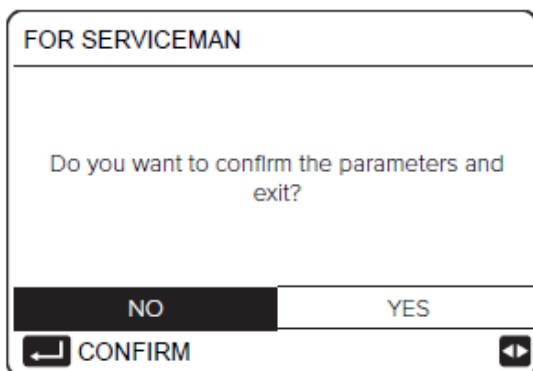 FOR SERVICEMAN
Do you want to confirm the parameters and
exit?
NO YES
CONFIRM